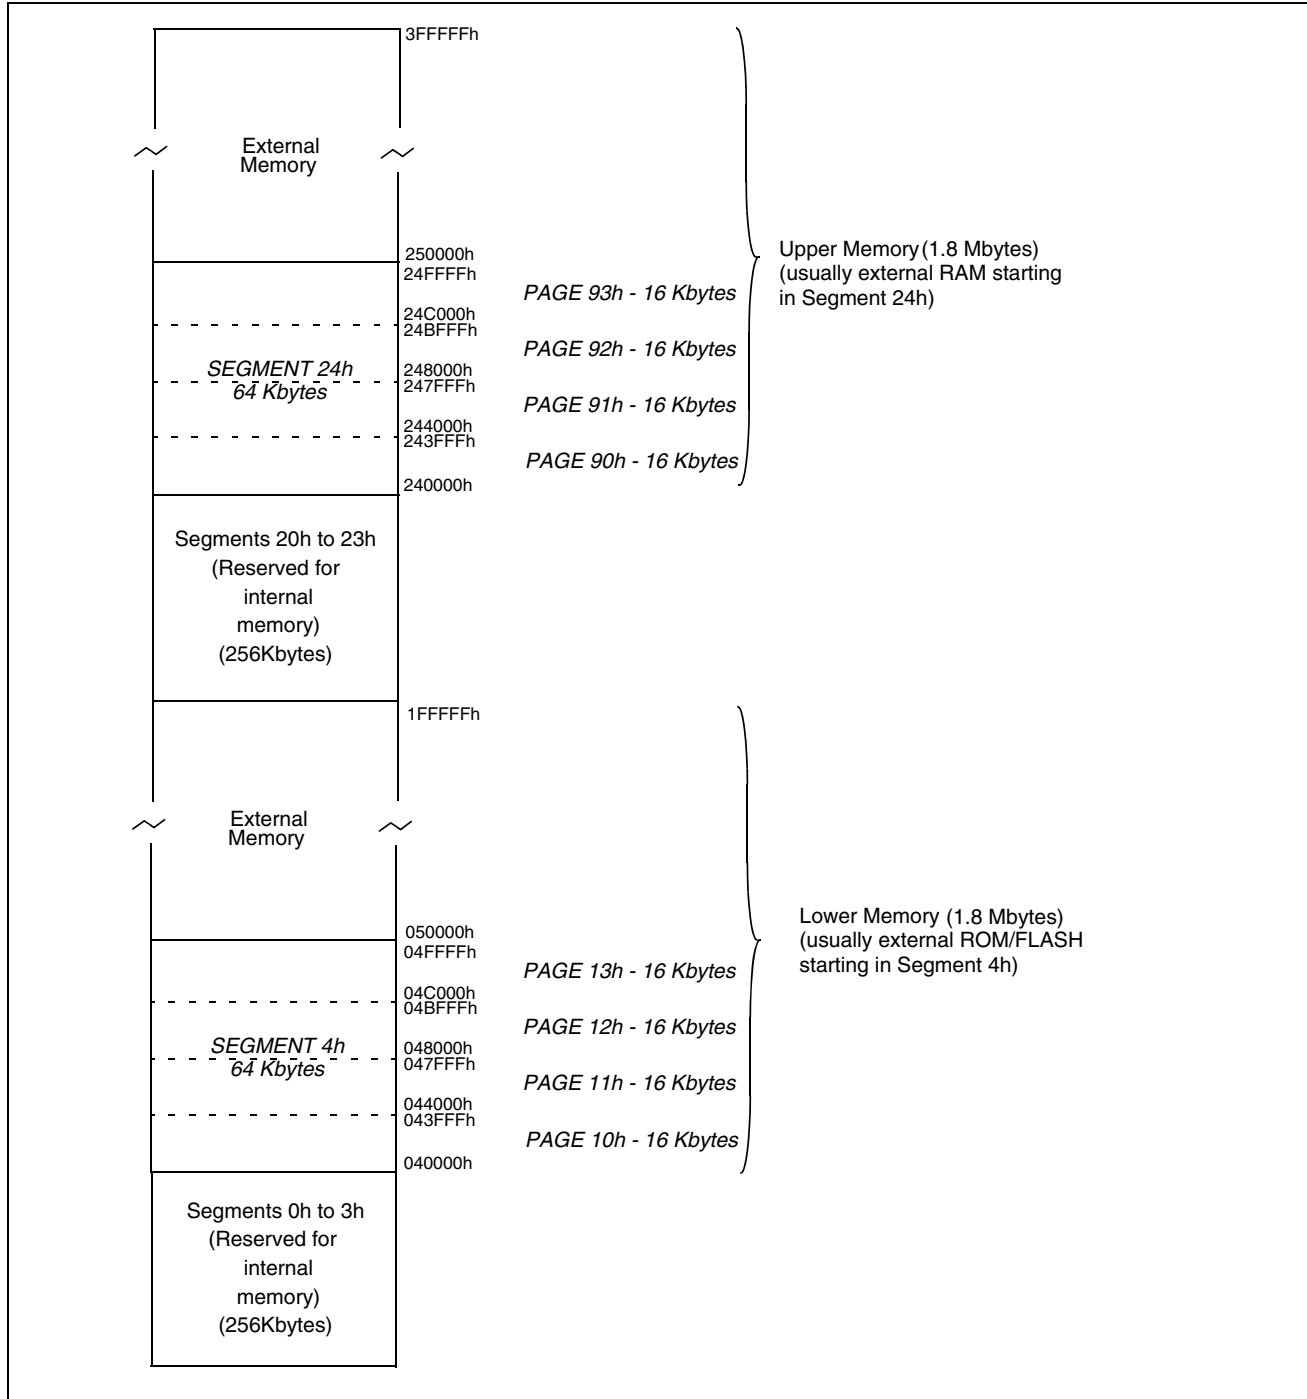 3FFFFFh
External
Memory
250000h
24FFFFh
PAGE 93h - 16 Kbytes
24C000h
24BFFFh
PAGE 92h - 16 Kbytes
SEGMENT 24h
64 Kbytes
248000h
247FFFh
PAGE 91h - 16 Kbytes
244000h
243FFFh
PAGE 90h - 16 Kbytes
240000h
Upper Memory (1.8 Mbytes)
(usually external RAM starting
in Segment 24h)
Segments 20h to 23h
(Reserved for
internal
memory)
(256Kbytes)
1FFFFFh
External
Memory
050000h
04FFFFh
PAGE 13h - 16 Kbytes
04C000h
04BFFFh
PAGE 12h - 16 Kbytes
SEGMENT 4h
64 Kbytes
048000h
047FFFh
PAGE 11h - 16 Kbytes
044000h
043FFFh
PAGE 10h - 16 Kbytes
040000h
Lower Memory (1.8 Mbytes)
(usually external ROM/FLASH
starting in Segment 4h)
Segments 0h to 3h
(Reserved for
internal
memory)
(256Kbytes)